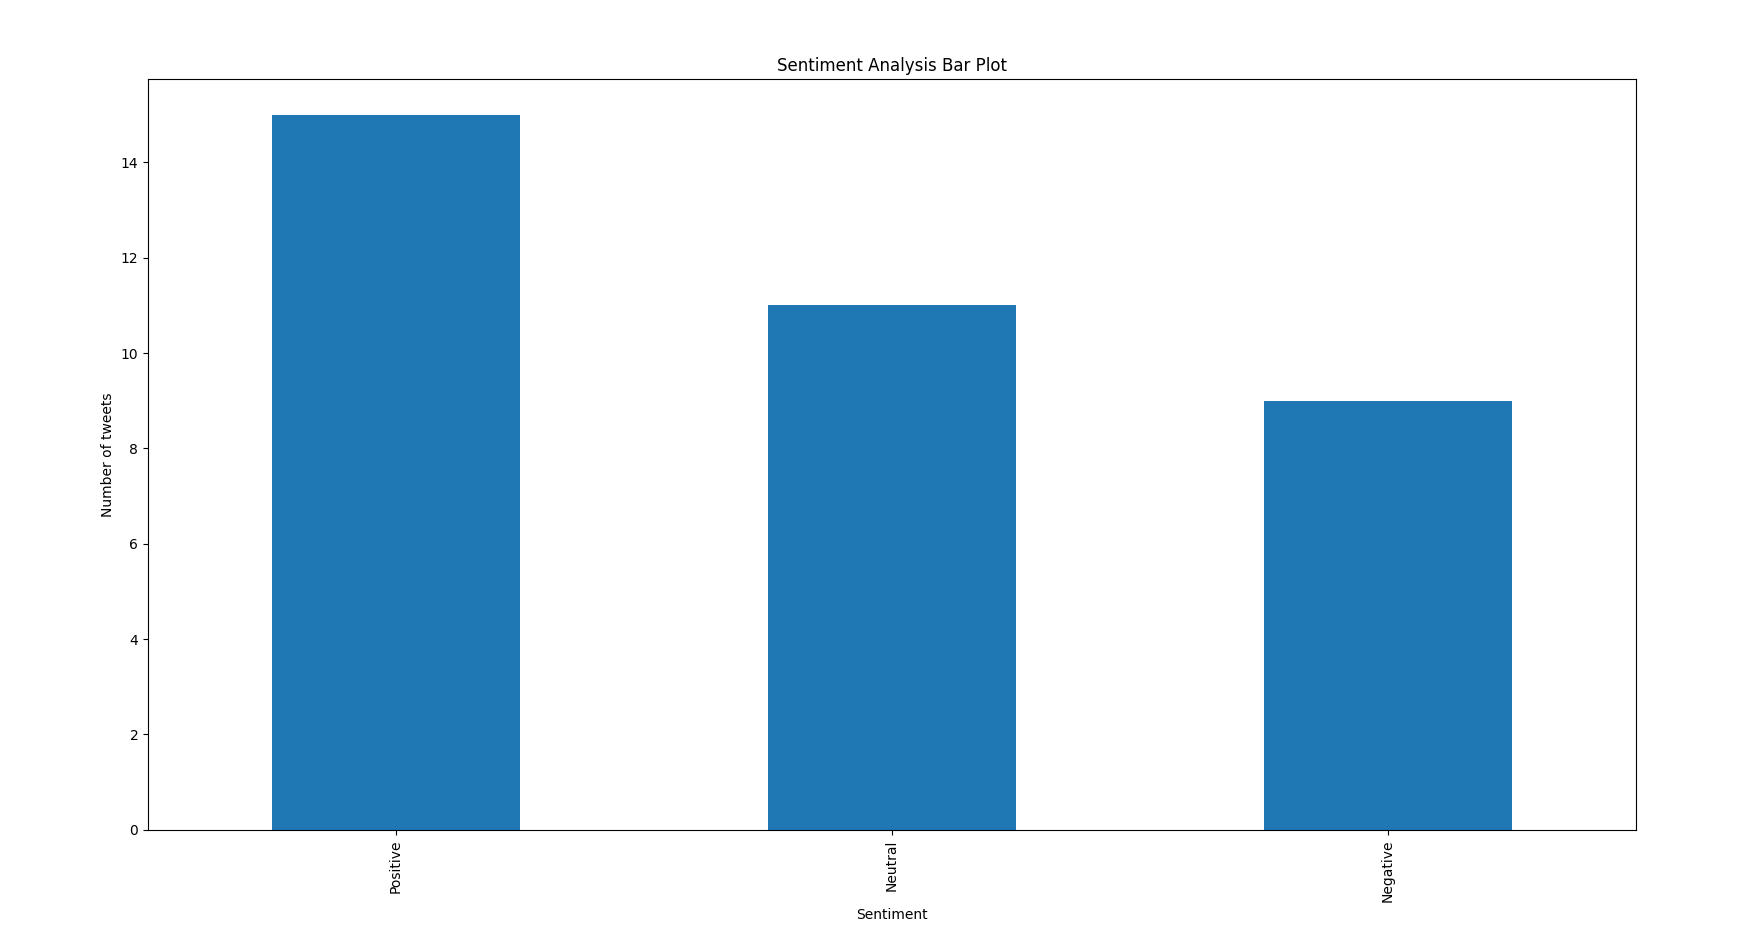 Sentiment Analysis Bar Plot
14
12
10
8
6
4
2
0
Number of tweets
Positive
Neutral
Negative
Sentiment